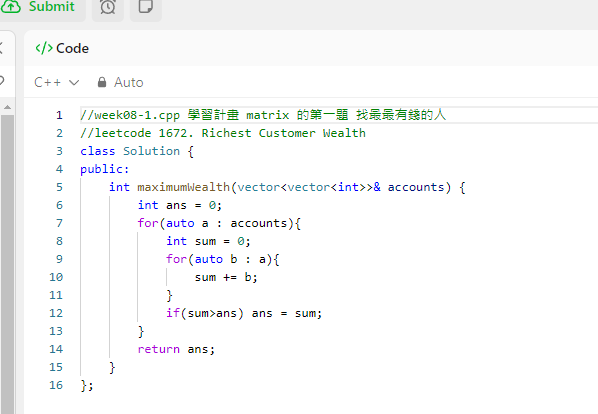 Submit
</> Code
C++ Auto
1 //week08-1.cpp 學習計畫 matrix 的第一題 找最最有錢的人
2 //leetcode 1672. Richest Customer Wealth
3 class Solution {
4 public:
5 int maximumWealth(vector<vector<int>>& accounts) {
6 int ans = 0;
7 for(auto a : accounts){
8 int sum = 0;
9 for(auto b : a){
10 sum += b;
11 }
12 if(sum>ans) ans = sum;
13 }
14 return ans;
15 }
16 };